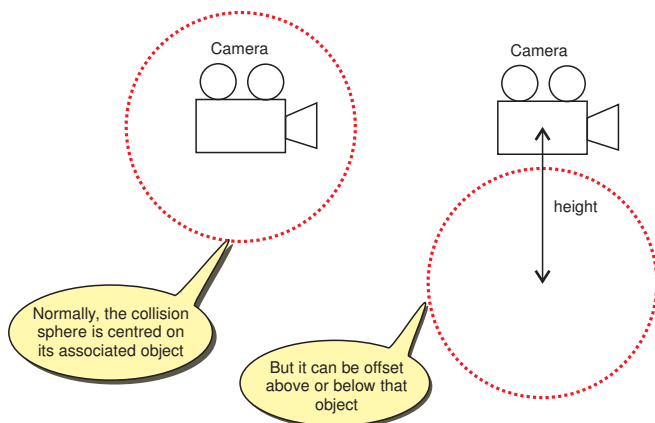 Camera
Camera
height
Normally, the collision
sphere is centred on
its associated object
But it can be offset
above or below that
object